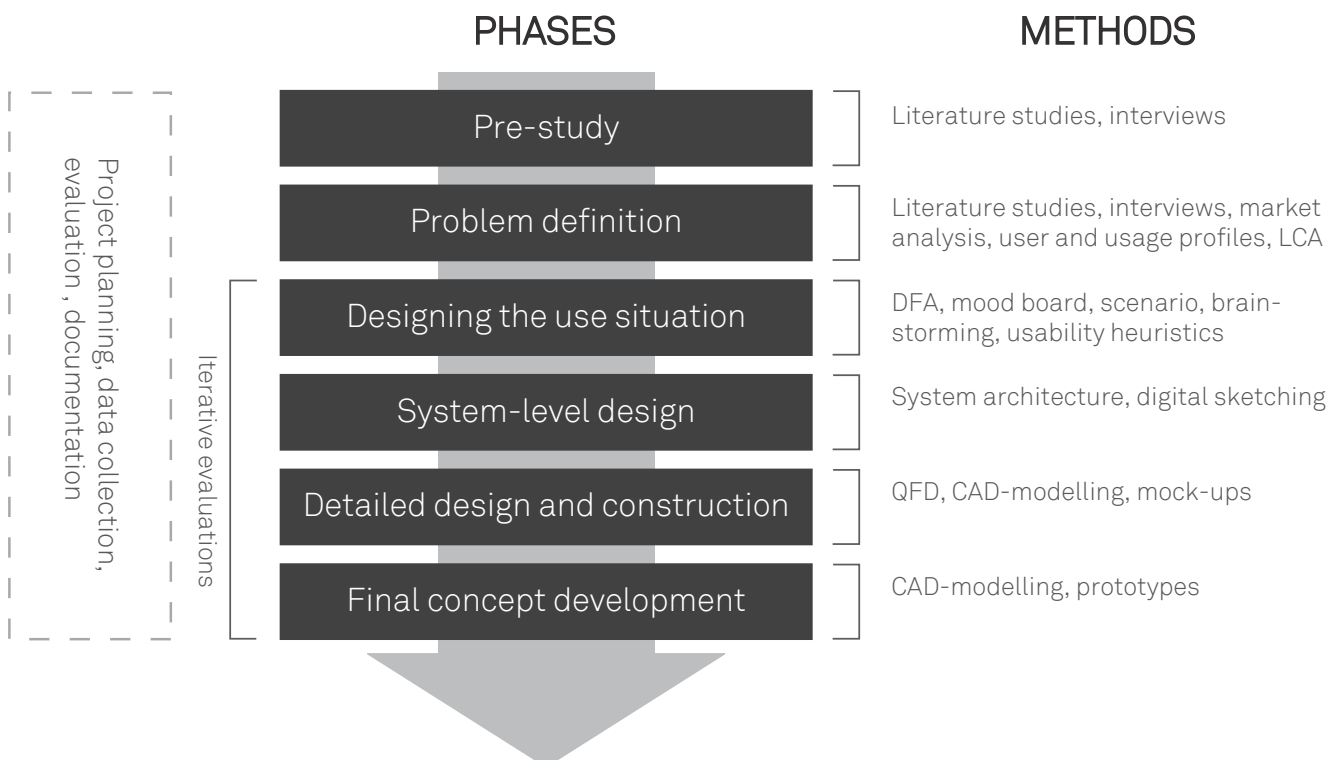 PHASES
METHODS
Project planning, data collection,
evaluation , documentation
Iterative evaluations
Pre-study
Literature studies, interviews
Problem definition
Literature studies, interviews, market
analysis, user and usage profiles, LCA
Designing the use situation
DFA, mood board, scenario, brain-
storming, usability heuristics
System-level design
System architecture, digital sketching
Detailed design and construction
QFD, CAD-modelling, mock-ups
Final concept development
CAD-modelling, prototypes